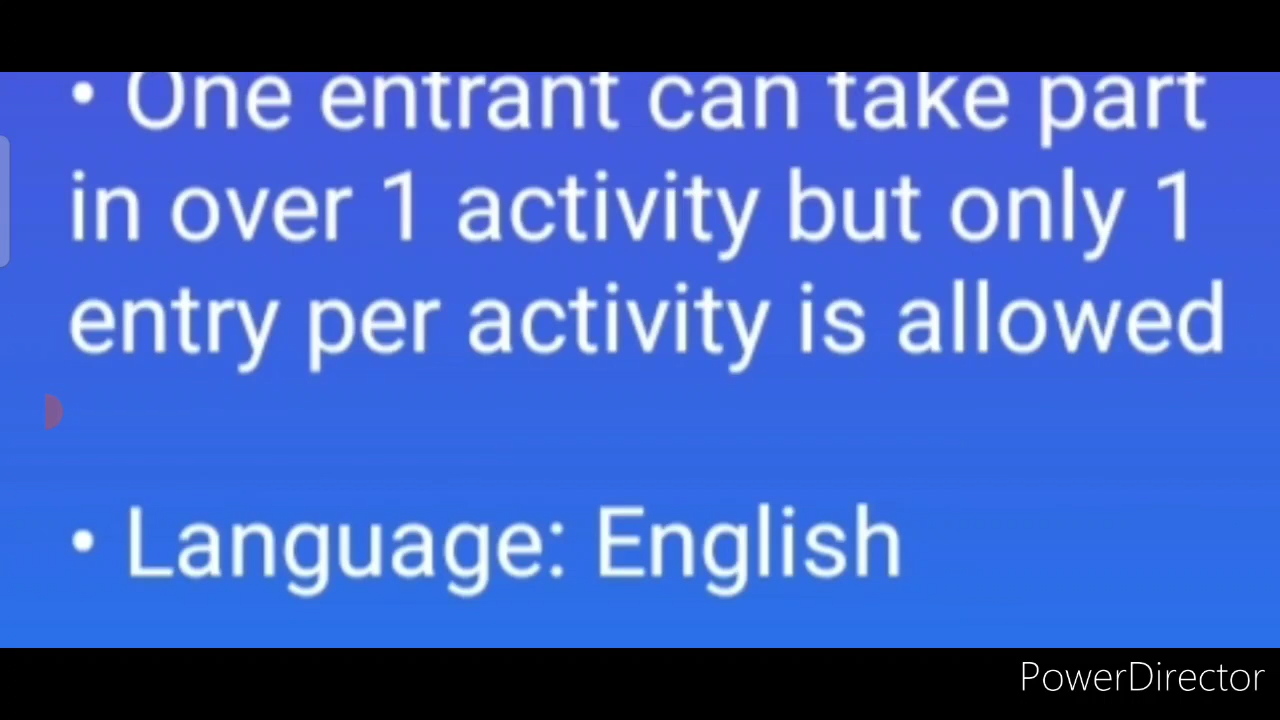 • One entrant can take part
in over 1 activity but only 1
entry per activity is allowed
• Language: English
PowerDirector